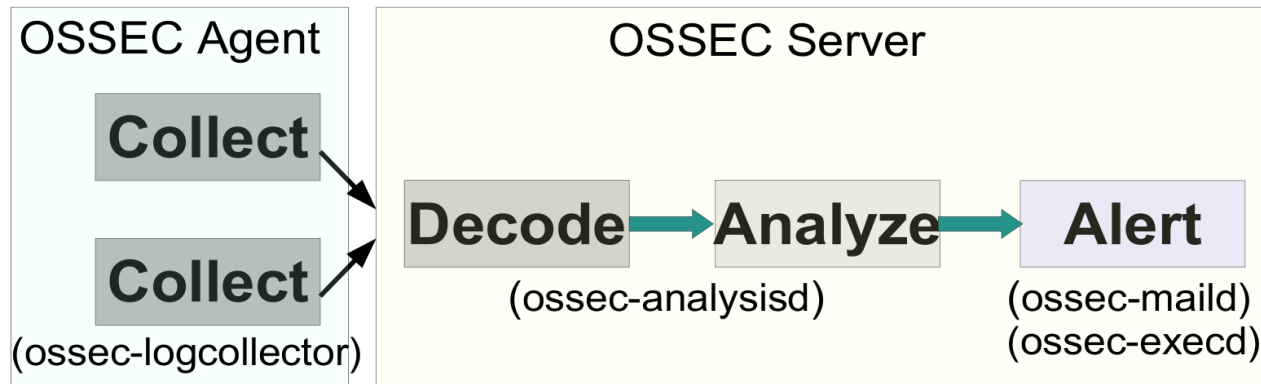 OSSEC Agent
Collect
Collect
(ossec-logcollector)
OSSEC Server
Decode
Analyze
Alert
(ossec-analysisd)
(ossec-maild)
(ossec-execd)